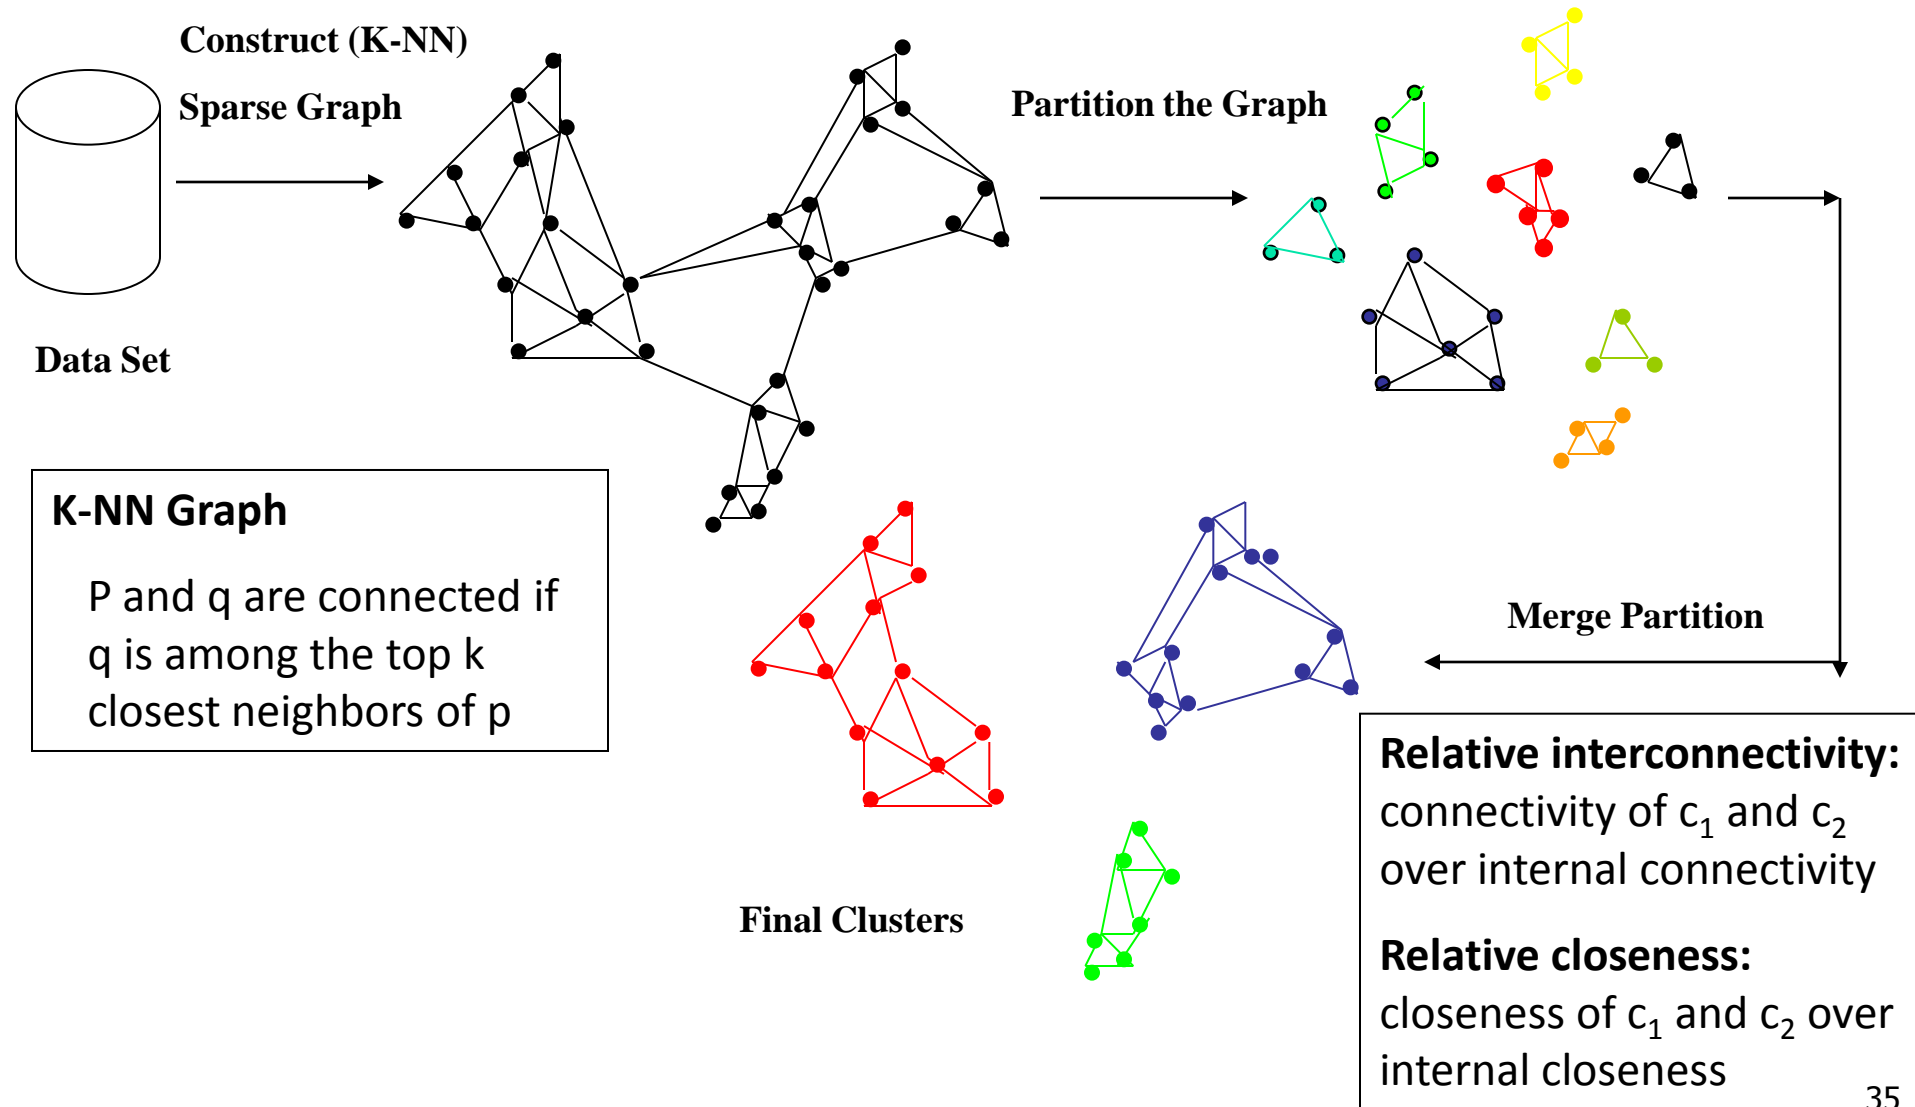 Construct (K-NN)
Sparse Graph
Partition the Graph
Data Set
K-NN Graph
P and q are connected if
q is among the top k
closest neighbors of p
Merge Partition
Final Clusters
Relative interconnectivity:
connectivity of c₁ and c₂
over internal connectivity
Relative closeness:
closeness of c₁ and c₂ over
internal closeness
35